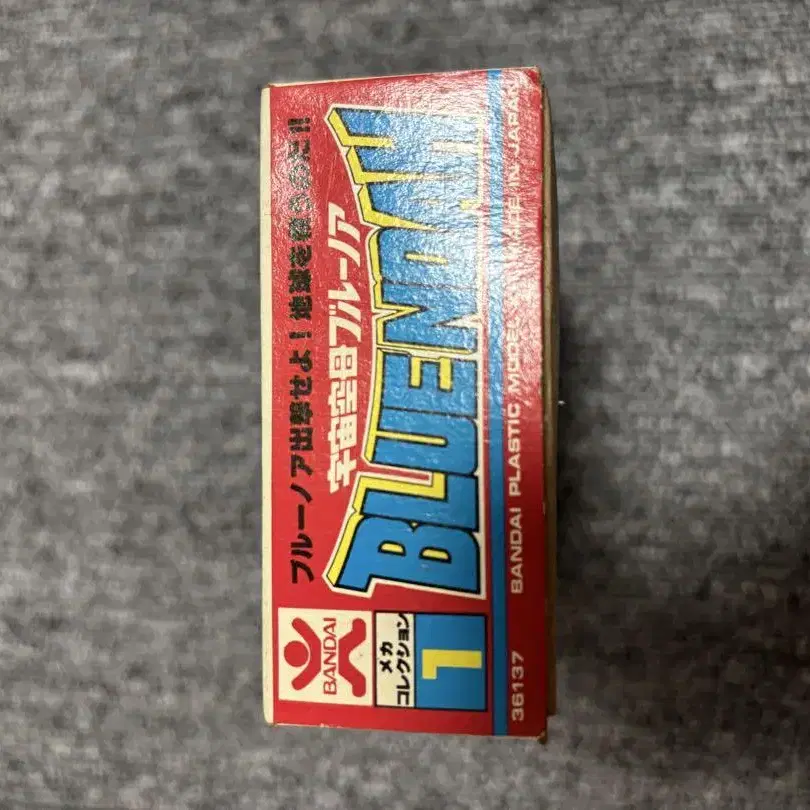 ブルーノア出撃せよ！地球を救うのだ!!
宇宙空母ブルーノア
BLUENOAH
BANDAI
メカ
コレクション
1
36137
BANDAI PLASTIC MODEL MADE IN JAPAN